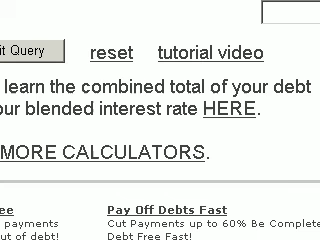 it Query reset tutorial video
learn the combined total of your debt
our blended interest rate HERE.
MORE CALCULATORS.
ee Pay Off Debts Fast
payments Cut Payments up to 60% Be Complete
ut of debt! Debt Free Fast!